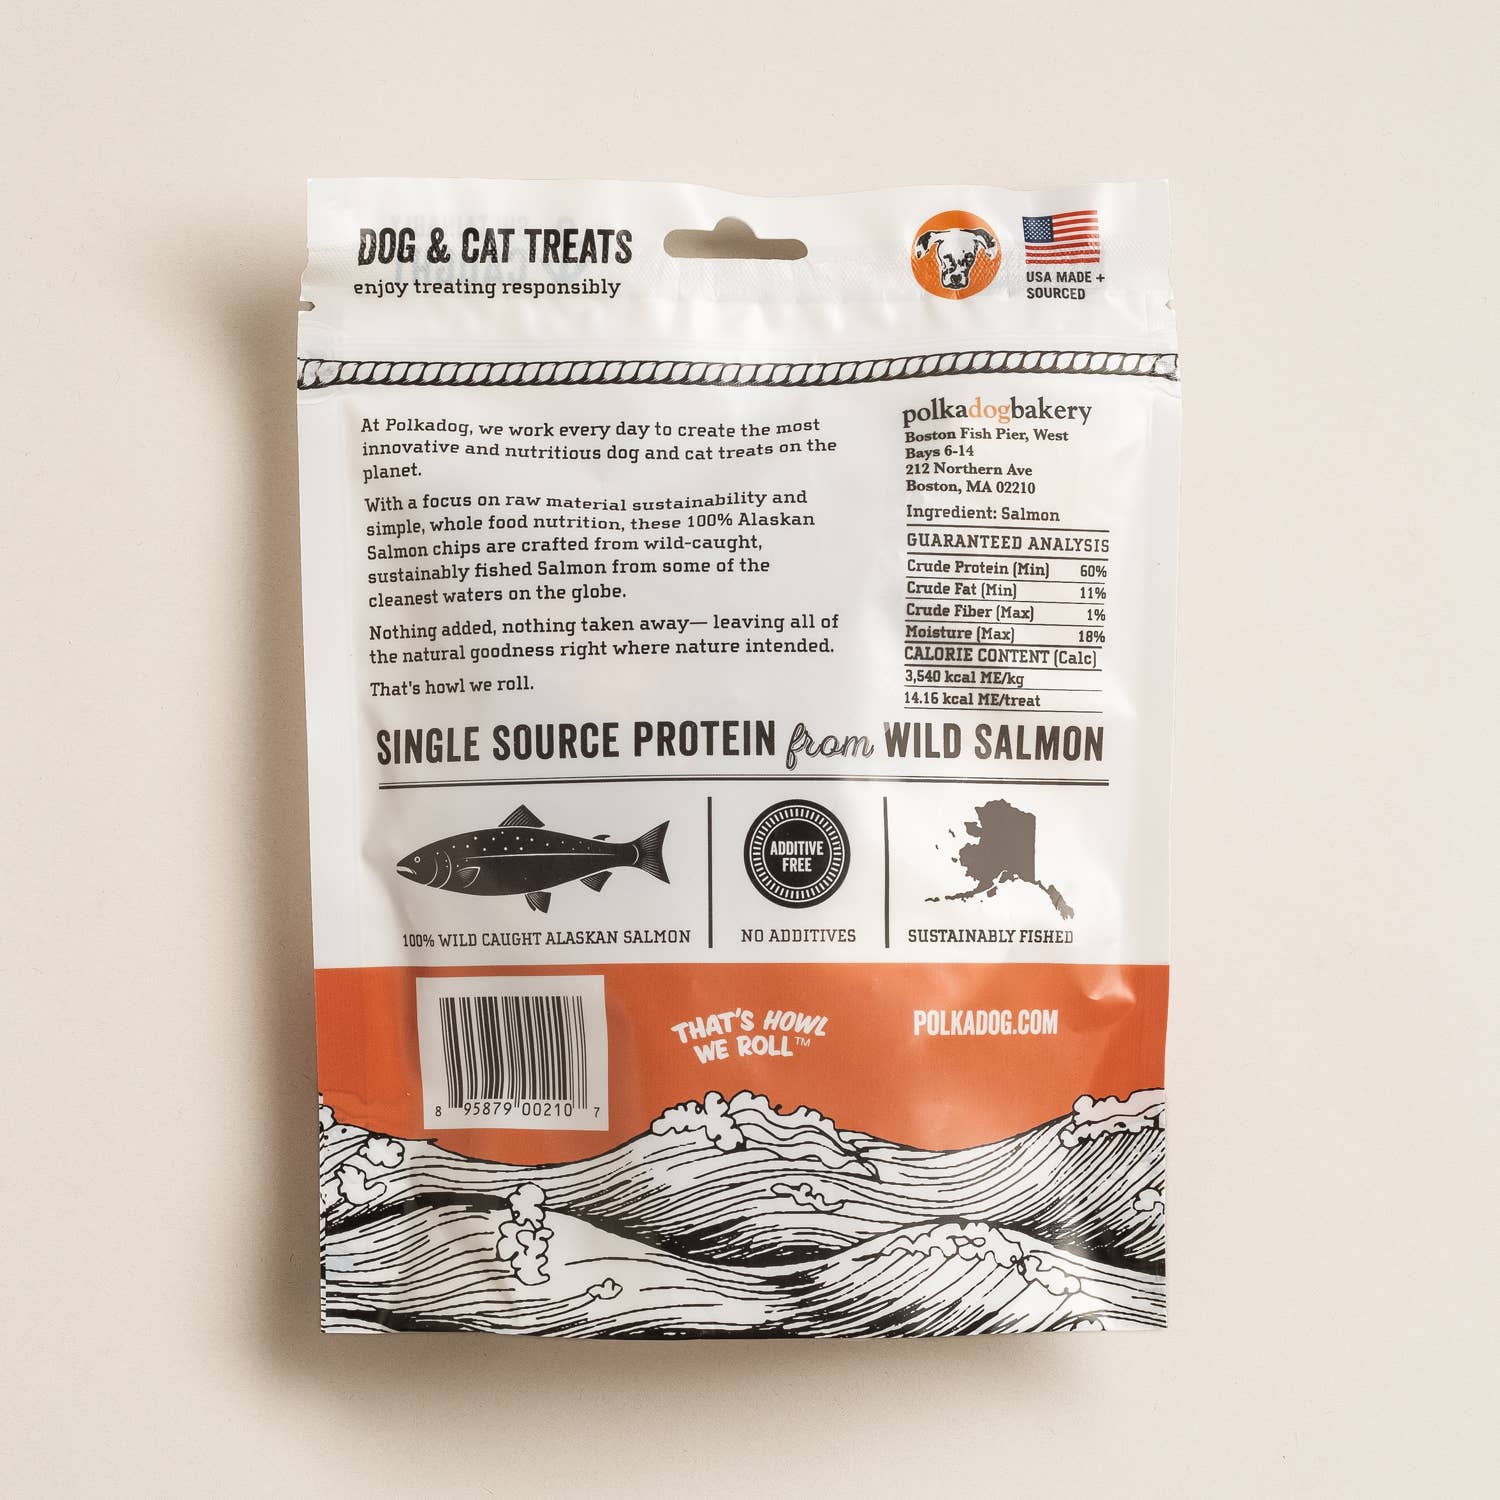 DOG & CAT TREATS
enjoy treating responsibly
USA MADE +
SOURCED
At Polkadog, we work every day to create the most
innovative and nutritious dog and cat treats on the
planet.
With a focus on raw material sustainability and
simple, whole food nutrition, these 100% Alaskan
Salmon chips are crafted from wild-caught,
sustainably fished Salmon from some of the
cleanest waters on the globe.
Nothing added, nothing taken away— leaving all of
the natural goodness right where nature intended.
That's howl we roll.
polkadogbakery
Boston Fish Pier, West
Bays 6-14
212 Northern Ave
Boston, MA 02210
Ingredient: Salmon
GUARANTEED ANALYSIS
Crude Protein (Min) 60%
Crude Fat (Min) 11%
Crude Fiber (Max) 1%
Moisture (Max) 18%
CALORIE CONTENT (Calc)
3,540 kcal ME/kg
14.16 kcal ME/treat
SINGLE SOURCE PROTEIN from WILD SALMON
ADDITIVE
FREE
100% WILD CAUGHT ALASKAN SALMON
NO ADDITIVES
SUSTAINABLY FISHED
8 95879 00210 7
THAT'S HOWL
WE ROLL™
POLKADOG.COM